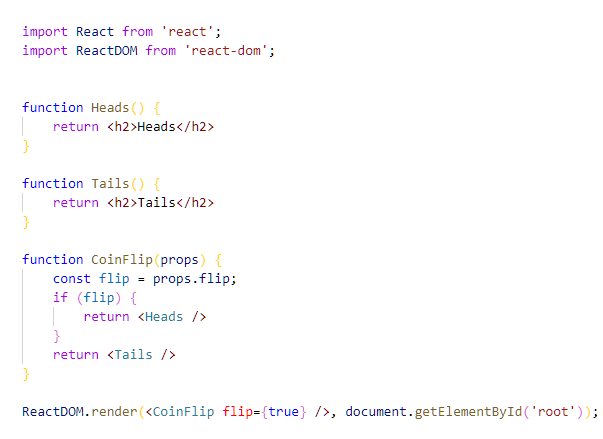 import React from 'react';
import ReactDOM from 'react-dom';
function Heads() {
    return <h2>Heads</h2>
}
function Tails() {
    return <h2>Tails</h2>
}
function CoinFlip(props) {
    const flip = props.flip;
    if (flip) {
        return <Heads />
    }
    return <Tails />
}
ReactDOM.render(<CoinFlip flip={true} />, document.getElementById('root'));